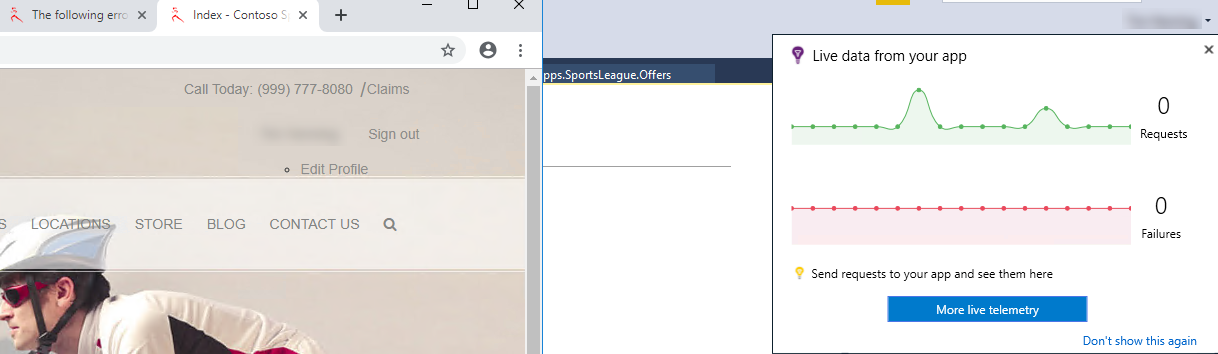 The following erro
Index - Contoso S
Call Today: (999) 777-8080 /Claims
Sign out
Edit Profile
LOCATIONS STORE BLOG CONTACT US
pps.SportsLeague.Offers
Live data from your app
0
Requests
0
Failures
Send requests to your app and see them here
More live telemetry
Don't show this again